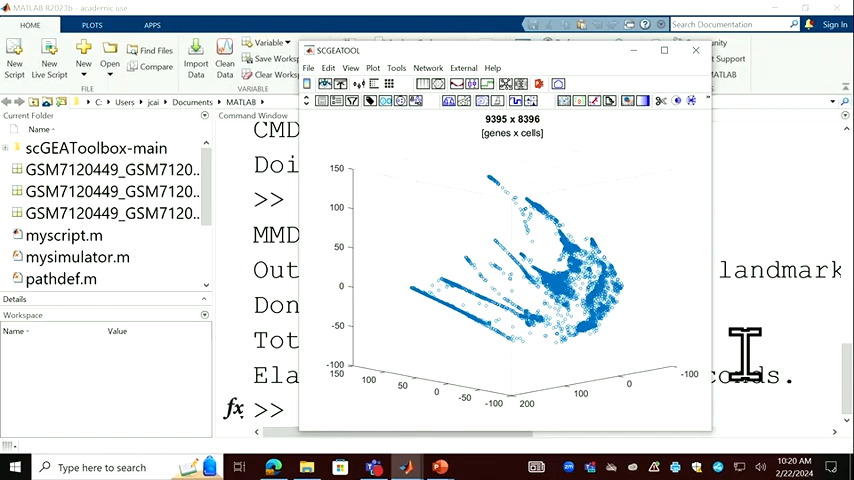 MATLAB R2023b - academic use
HOME PLOTS APPS
Search Documentation Sign In
New Script
New Live Script
New
Open
Find Files
Compare
Import Data
Clean Data
Variable
Save Works
Clear Works
FILE
VARIABLE
Community
t Support
MATLAB
C: Users jcai Documents MATLAB
Current Folder
Name
scGEAToolbox-main
GSM7120449_GSM7120..
GSM7120449_GSM7120..
GSM7120449_GSM7120..
myscript.m
mysimulator.m
pathdef.m
Details
Workspace
Name Value
Command Window
CMD
Doi
>>
MMD
Out landmark
Don
Tot
Ela conds.
fx >>
SCGEATOOL
File Edit View Plot Tools Network External Help
9395 x 8396
[genes x cells]
150
100
50
0
-50
-100
150 100 50 0 -50 -100
200 100 0 -100
Type here to search
10:20 AM
2/22/2024